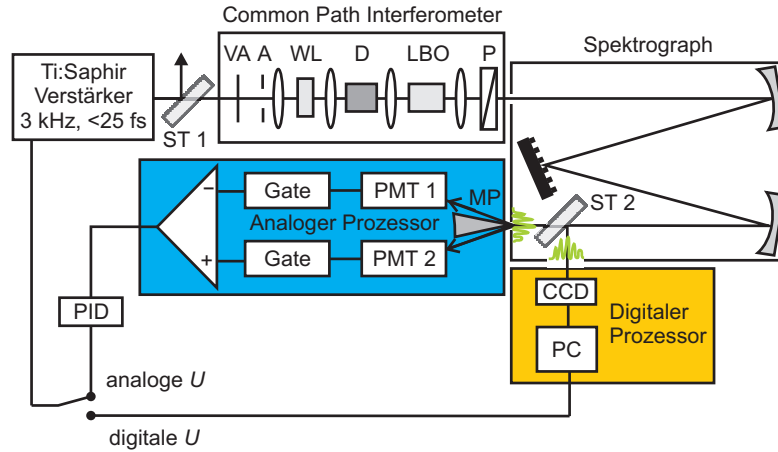 Common Path Interferometer
Spektrograph
Ti:Saphir
Verstärker
3 kHz, <25 fs
VA A WL D LBO P
ST 1
ST 2
MP
Gate PMT 1
Analoger Prozessor
Gate PMT 2
−
+
PID
CCD
PC
Digitaler
Prozessor
analoge U
digitale U